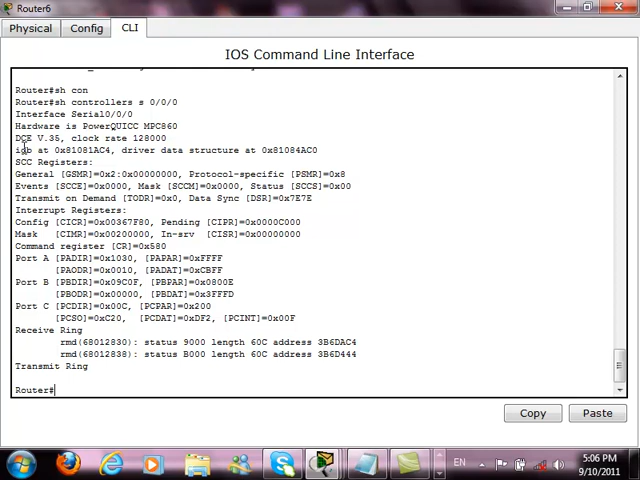 Router6
Physical
Config
CLI
IOS Command Line Interface
Router#sh con
Router#sh controllers s 0/0/0
Interface Serial0/0/0
Hardware is PowerQUICC MPC860
DCE V.35, clock rate 128000
idb at 0x81081AC4, driver data structure at 0x81084AC0
SCC Registers:
General [GSMR]=0x2:0x00000000, Protocol-specific [PSMR]=0x8
Events [SCCE]=0x0000, Mask [SCCM]=0x0000, Status [SCCS]=0x00
Transmit on Demand [TODR]=0x0, Data Sync [DSR]=0x7E7E
Interrupt Registers:
Config [CICR]=0x00367F80, Pending [CIPR]=0x0000C000
Mask   [CIMR]=0x00200000, In-srv  [CISR]=0x00000000
Command register [CR]=0x580
Port A [PADIR]=0x1030, [PAPAR]=0xFFFF
       [PAODR]=0x0010, [PADAT]=0xCBFF
Port B [PBDIR]=0x09C0F, [PBPAR]=0x0800E
       [PBODR]=0x00000, [PBDAT]=0x3FFFD
Port C [PCDIR]=0x00C, [PCPAR]=0x200
       [PCSO]=0xC20,  [PCDAT]=0xDF2, [PCINT]=0x00F
Receive Ring
        rmd(68012830): status 9000 length 60C address 3B6DAC4
        rmd(68012838): status B000 length 60C address 3B6D444
Transmit Ring
Router#
Copy
Paste
EN
5:06 PM
9/10/2011